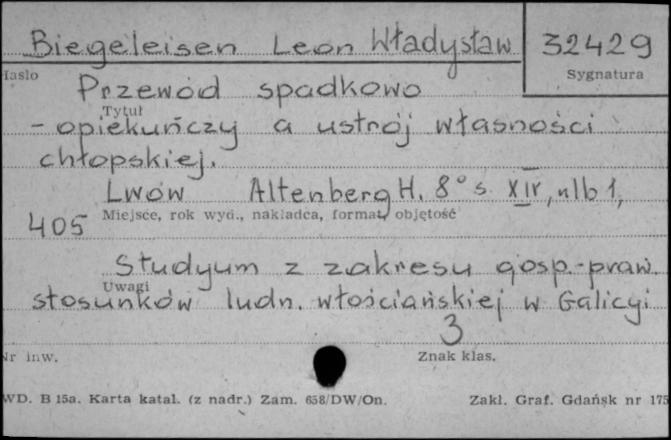 Biegeleisen Leon Władysław 32429
Hasło Sygnatura
Przewód spadkowo
Tytuł
- opiekuńczy a ustrój własności
chłopskiej.
Lwów Altenberg H. 8° s. XIV, nlb 1,
Miejsce, rok wyd., nakładca, format, objętość
405
Studyum z zakresu gosp.-praw.
Uwagi
stosunków ludn. włościańskiej w Galicyi
3
Nr inw. Znak klas.
WD. B 15a. Karta katal. (z nadr.) Zam. 658/DW/On. Zakl. Graf. Gdańsk nr 175